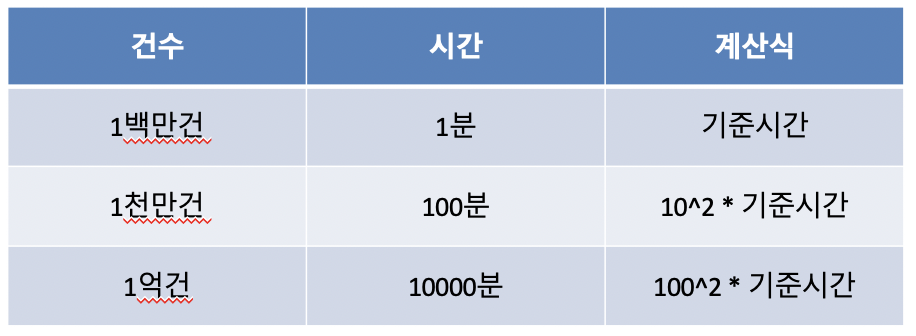 건수 시간 계산식
1백만건 1분 기준시간
1천만건 100분 10^2 * 기준시간
1억건 10000분 100^2 * 기준시간